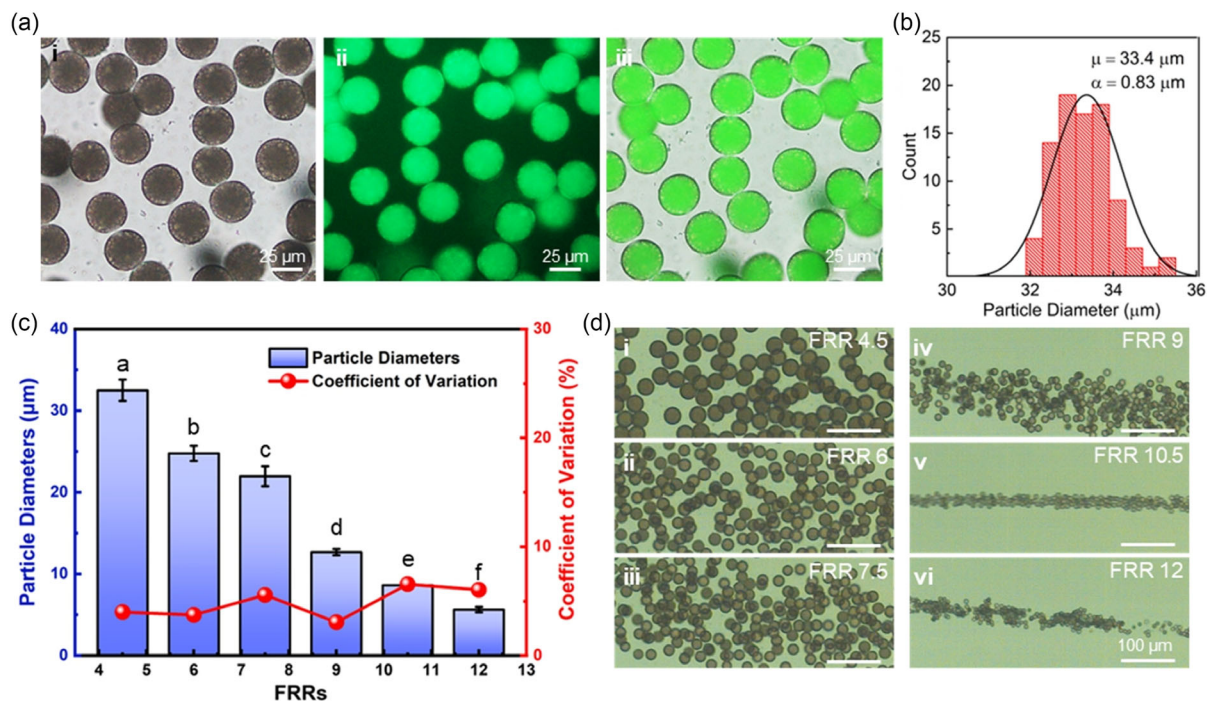 (a)
i
25 µm
ii
25 µm
iii
25 µm
(b)
25
20
15
10
5
0
Count
μ = 33.4 μm
α = 0.83 μm
30
32
34
36
Particle Diameter (μm)
(c)
40
30
20
10
0
Particle Diameters (µm)
Particle Diameters
Coefficient of Variation
a
b
c
d
e
f
30
20
10
0
Coefficient of Variation (%)
4 5 6 7 8 9 10 11 12 13
FRRs
(d)
i
FRR 4.5
ii
FRR 6
iii
FRR 7.5
iv
FRR 9
v
FRR 10.5
vi
FRR 12
100 µm